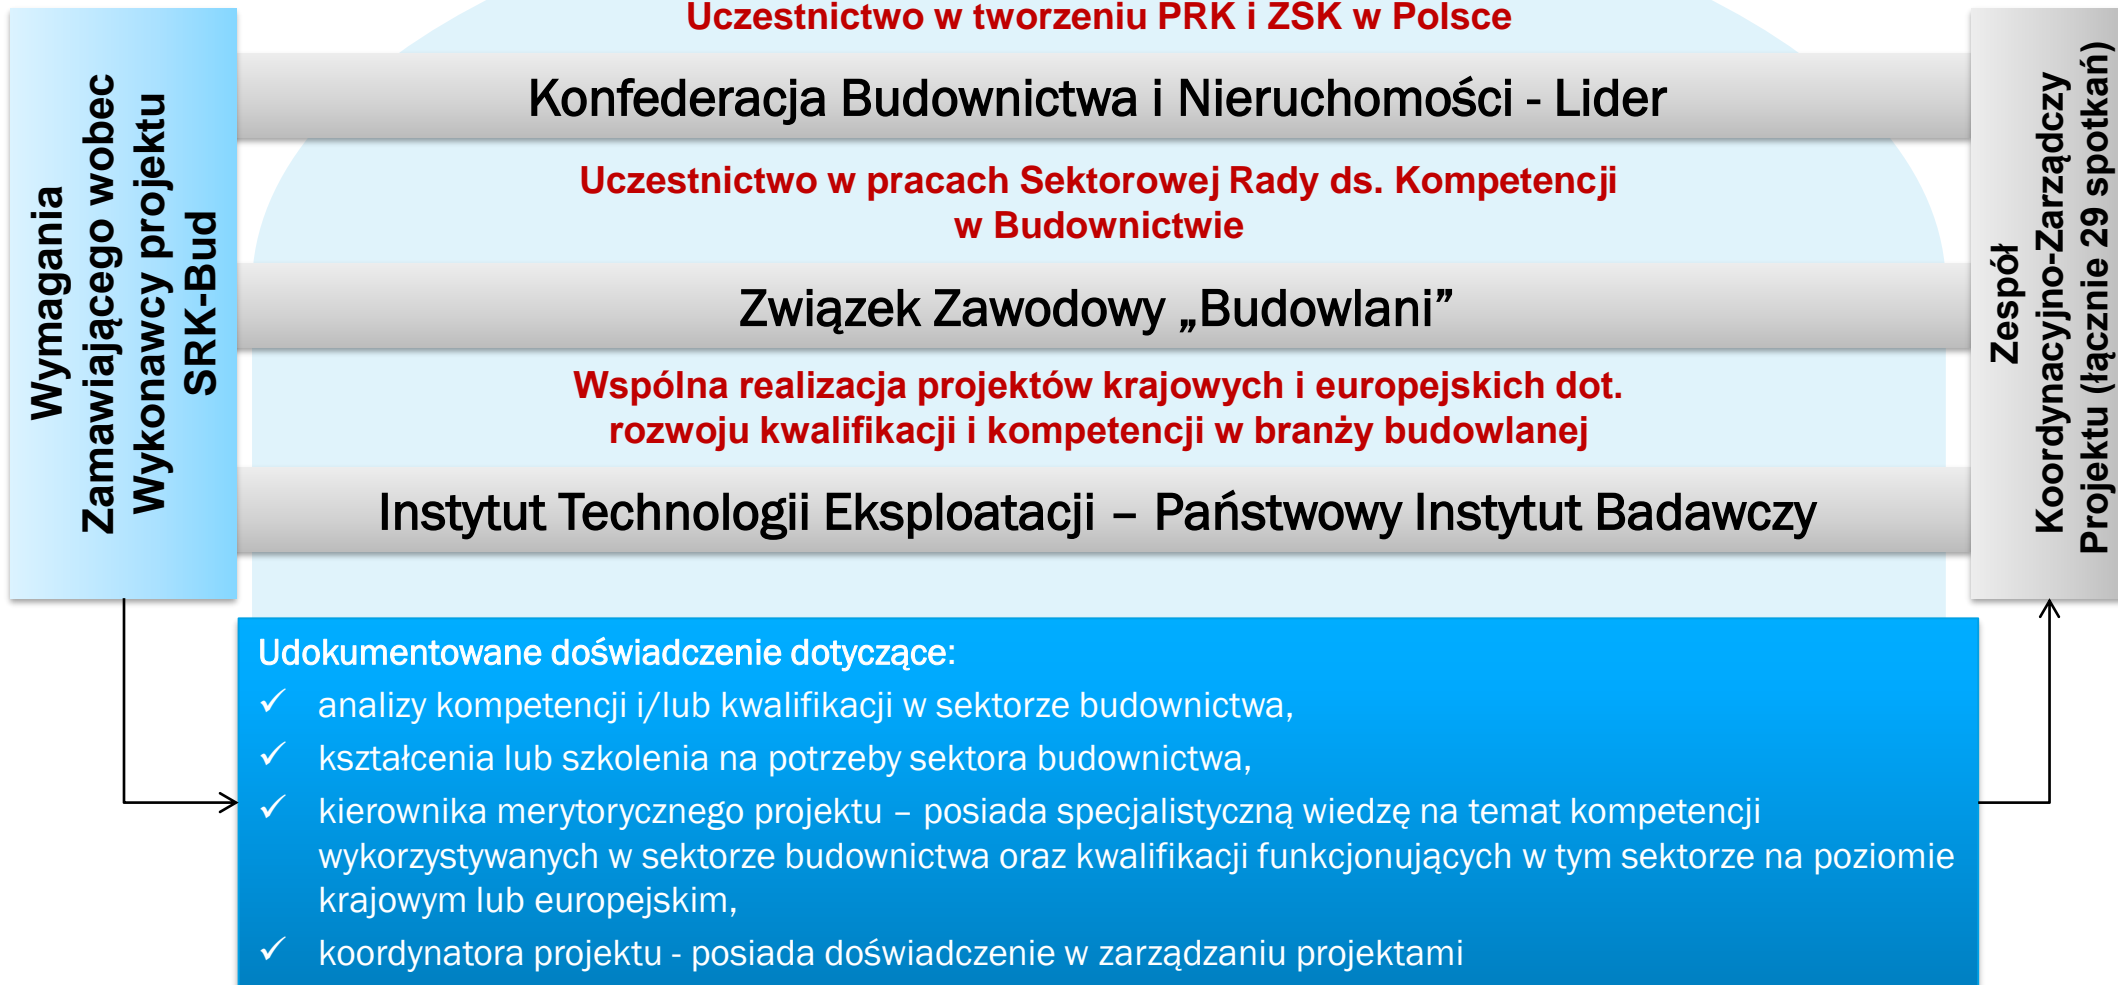 Uczestnictwo w tworzeniu PRK i ZSK w Polsce
Wymagania
Zamawiającego wobec
Wykonawcy projektu
SRK-Bud
Konfederacja Budownictwa i Nieruchomości - Lider
Uczestnictwo w pracach Sektorowej Rady ds. Kompetencji
w Budownictwie
Związek Zawodowy „Budowlani”
Wspólna realizacja projektów krajowych i europejskich dot.
rozwoju kwalifikacji i kompetencji w branży budowlanej
Instytut Technologii Eksploatacji – Państwowy Instytut Badawczy
Zespół
Koordynacyjno-Zarządczy
Projektu (łącznie 29 spotkań)
Udokumentowane doświadczenie dotyczące:
✓ analizy kompetencji i/lub kwalifikacji w sektorze budownictwa,
✓ kształcenia lub szkolenia na potrzeby sektora budownictwa,
✓ kierownika merytorycznego projektu – posiada specjalistyczną wiedzę na temat kompetencji
wykorzystywanych w sektorze budownictwa oraz kwalifikacji funkcjonujących w tym sektorze na poziomie
krajowym lub europejskim,
✓ koordynatora projektu - posiada doświadczenie w zarządzaniu projektami